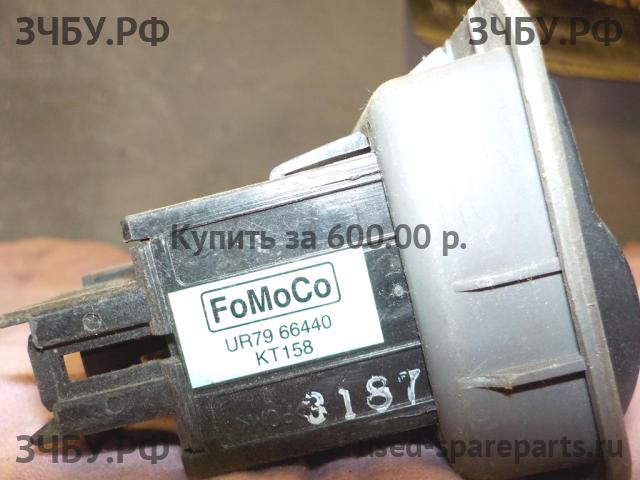 ЗЧБУ.РФ
ЗЧБУ.РФ
Купить за 600.00 р.
FoMoCo
UR79 66440
KT158
3187
ЗЧБУ.РФ
used-spareparts.ru